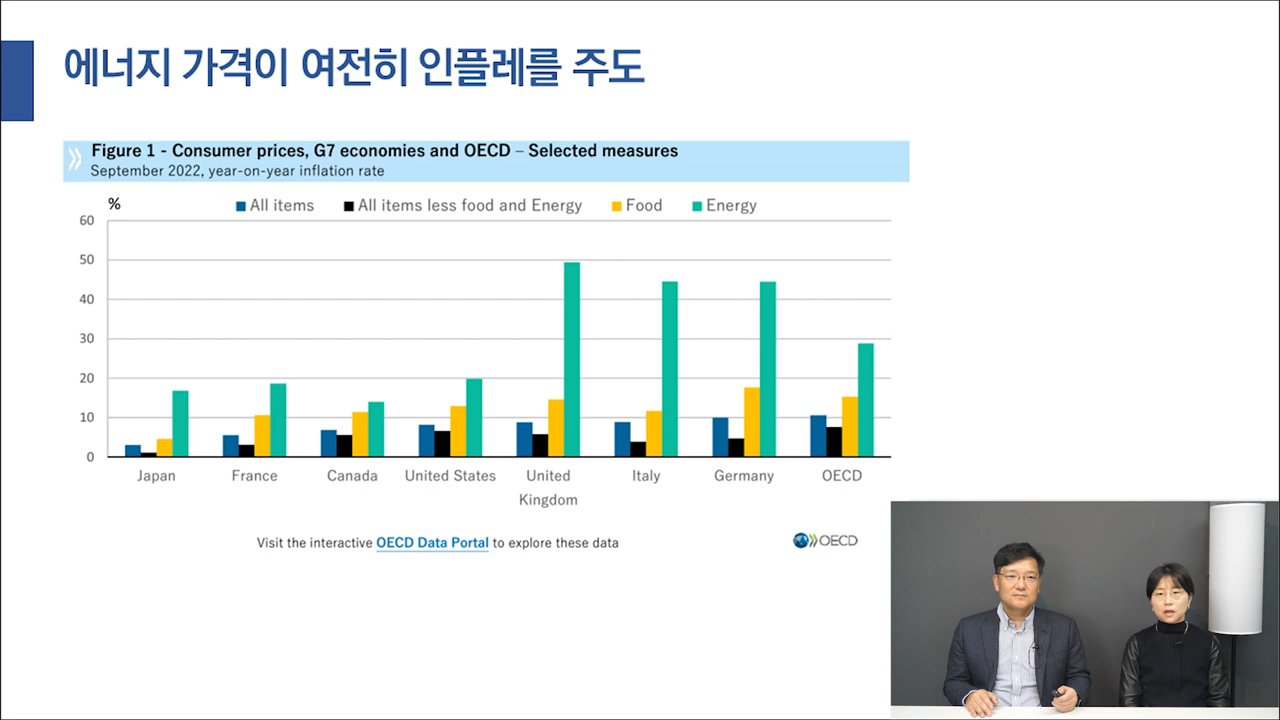 에너지 가격이 여전히 인플레를 주도
Figure 1 - Consumer prices, G7 economies and OECD – Selected measures
September 2022, year-on-year inflation rate
%
All items All items less food and Energy Food Energy
60
50
40
30
20
10
0
Japan France Canada United States United Kingdom Italy Germany OECD
Visit the interactive OECD Data Portal to explore these data
OECD